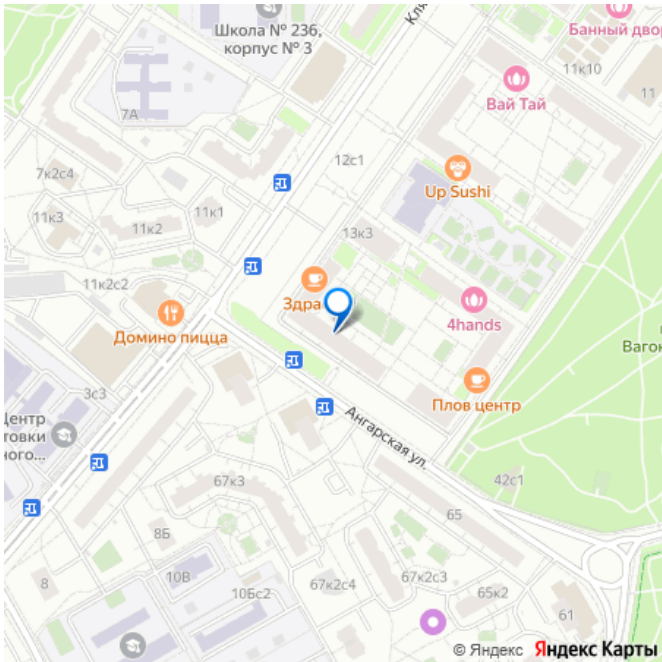 Школа № 236,
корпус № 3
Кля
Банный двор
11к10
11
Вай Тай
7А
12с1
7к2с4
Up Sushi
11к3
11к1
11к2
13к3
11к2с2
Здра
4hands
Домино пицца
Вагон
3с3
Плов центр
Центр
товки
ного...
Ангарская ул.
42с1
67к3
65
8Б
10В
8
10Бс2
67к2с4
67к2с3
65к2
61
© Яндекс Яндекс Карты